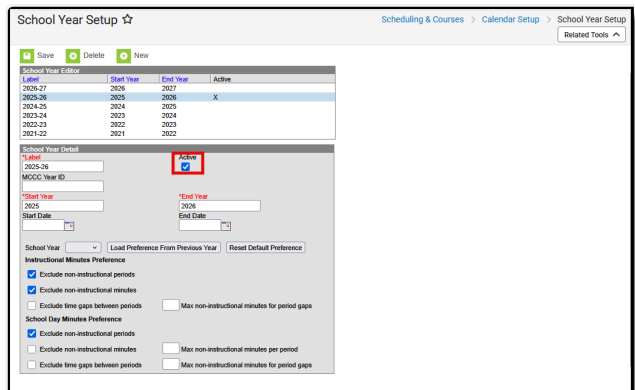 School Year Setup ☆
Scheduling & Courses > Calendar Setup > School Year Setup
Related Tools
Save Delete New
School Year Editor
Label Start Year End Year Active
2026-27 2026 2027
2025-26 2025 2026 X
2024-25 2024 2025
2023-24 2023 2024
2022-23 2022 2023
2021-22 2021 2022
School Year Detail
*Label Active
2025-26
MCCC Year ID
*Start Year *End Year
2025 2026
Start Date End Date
School Year Load Preference From Previous Year Reset Default Preference
Instructional Minutes Preference
Exclude non-instructional periods
Exclude non-instructional minutes
Exclude time gaps between periods Max non-instructional minutes for period gaps
School Day Minutes Preference
Exclude non-instructional periods
Exclude non-instructional minutes Max non-instructional minutes per period
Exclude time gaps between periods Max non-instructional minutes for period gaps